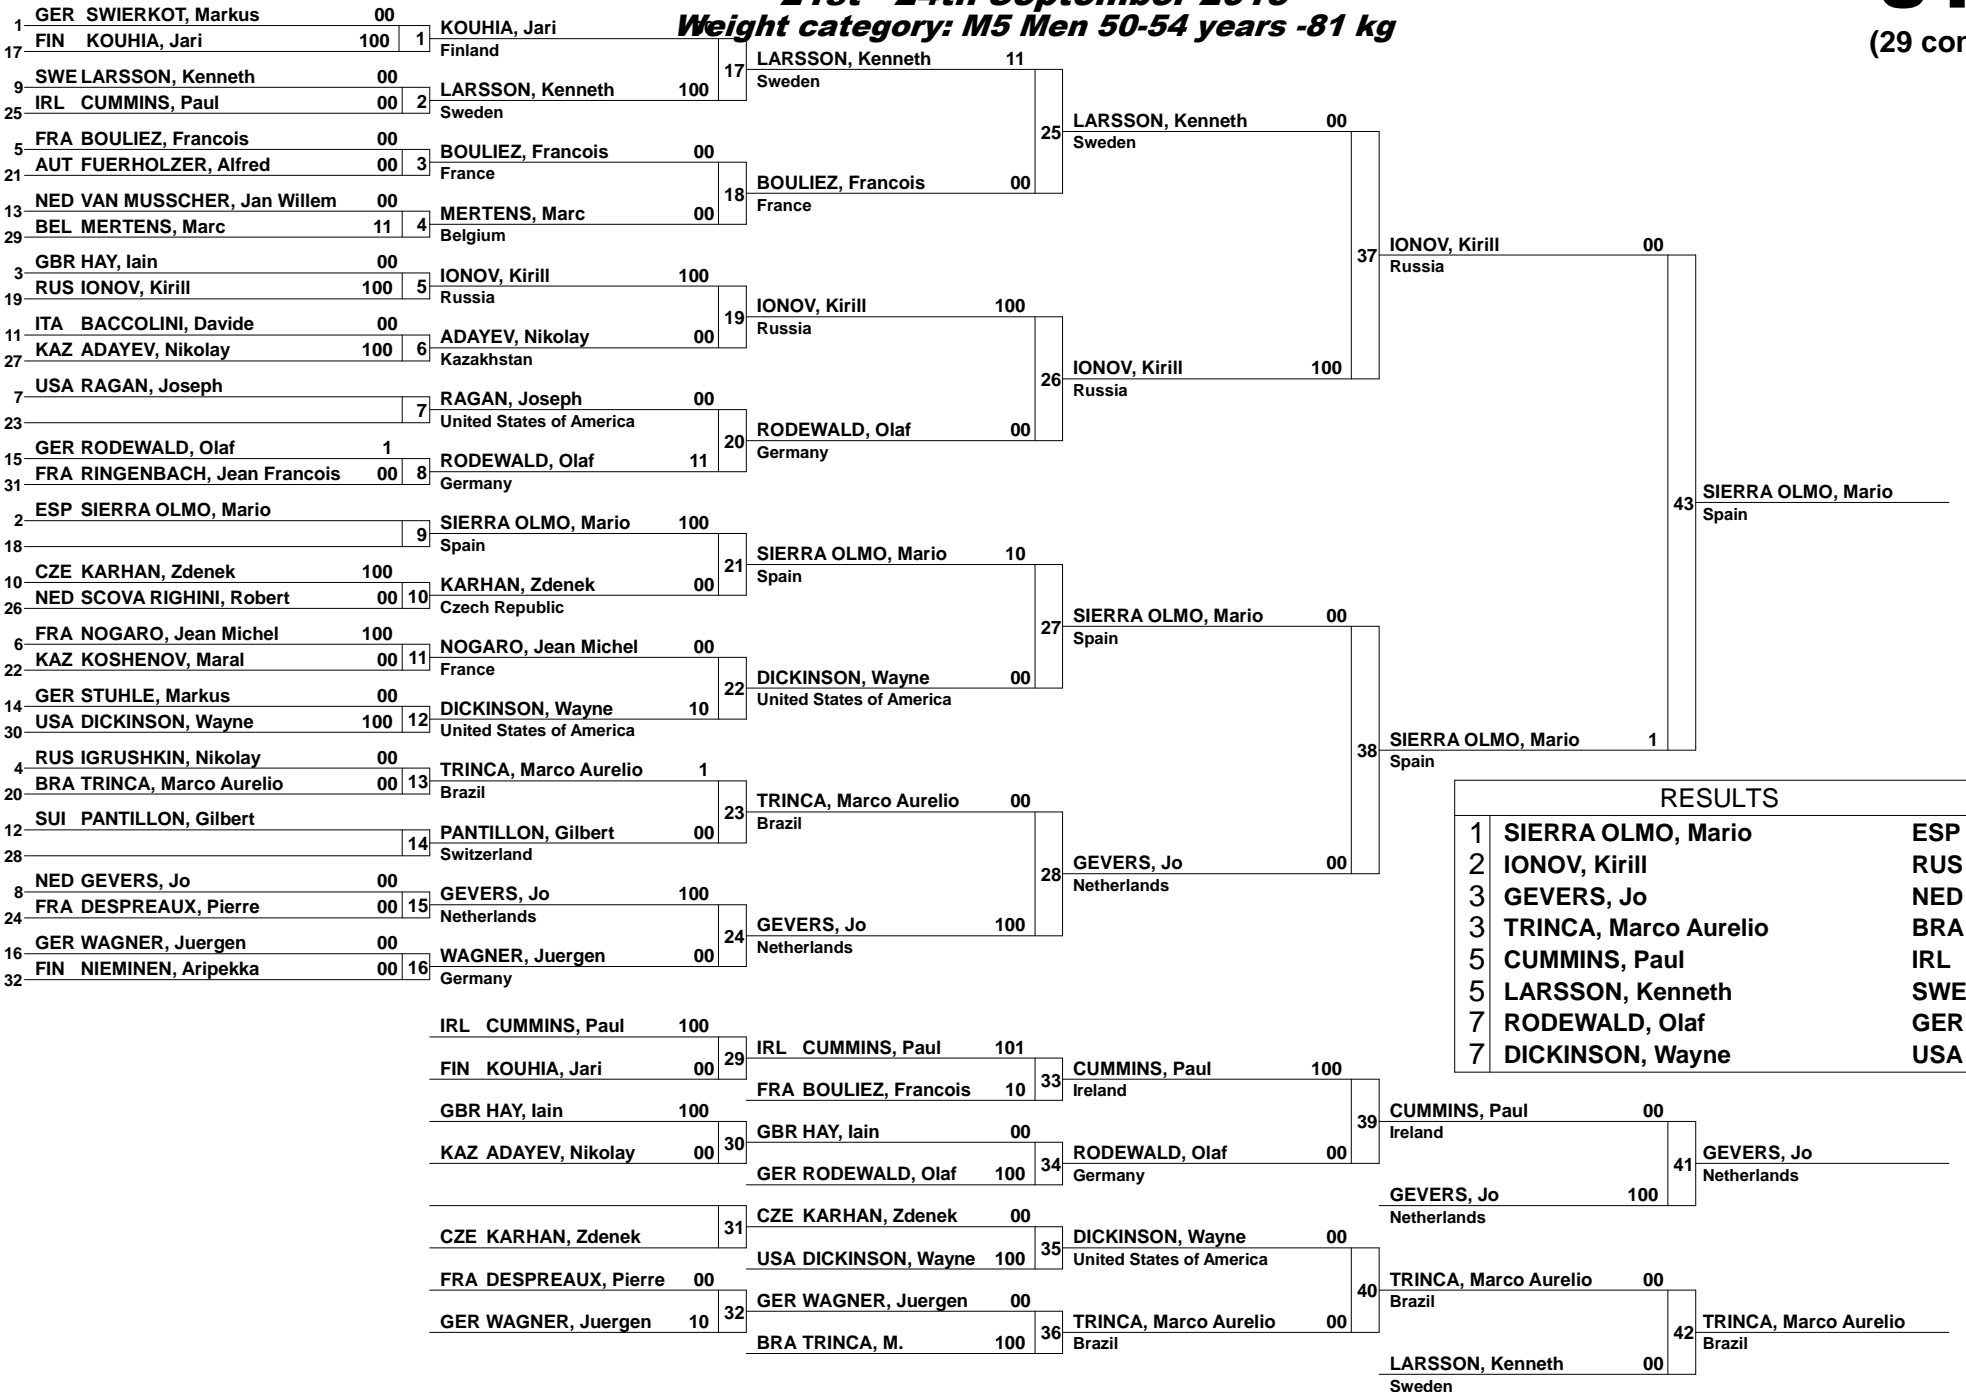 Weight category: M5 Men 50-54 years -81 kg
1 GER SWIERKOT, Markus 00
17 FIN KOUHIA, Jari 100 1
9 SWE LARSSON, Kenneth 00
25 IRL CUMMINS, Paul 00 2
5 FRA BOULIEZ, Francois 00
21 AUT FUERHOLZER, Alfred 00 3
13 NED VAN MUSSCHER, Jan Willem 00
29 BEL MERTENS, Marc 11 4
3 GBR HAY, Iain 00
19 RUS IONOV, Kirill 100 5
11 ITA BACCOLINI, Davide 00
27 KAZ ADAYEV, Nikolay 100 6
7 USA RAGAN, Joseph
23 7
15 GER RODEWALD, Olaf 1
31 FRA RINGENBACH, Jean Francois 00 8
2 ESP SIERRA OLMO, Mario
18 9
10 CZE KARHAN, Zdenek 100
26 NED SCOVA RIGHINI, Robert 00 10
6 FRA NOGARO, Jean Michel 100
22 KAZ KOSHENOV, Maral 00 11
14 GER STUHLE, Markus 00
30 USA DICKINSON, Wayne 100 12
4 RUS IGRUSHKIN, Nikolay 00
20 BRA TRINCA, Marco Aurelio 00 13
12 SUI PANTILLON, Gilbert
28 14
8 NED GEVERS, Jo 00
24 FRA DESPREAUX, Pierre 00 15
16 GER WAGNER, Juergen 00
32 FIN NIEMINEN, Aripekka 00 16
KOUHIA, Jari
Finland
17
LARSSON, Kenneth 100
Sweden
BOULIEZ, Francois 00
France
18
MERTENS, Marc 00
Belgium
IONOV, Kirill 100
Russia
19
ADAYEV, Nikolay 00
Kazakhstan
RAGAN, Joseph 00
United States of America
20
RODEWALD, Olaf 11
Germany
SIERRA OLMO, Mario 100
Spain
21
KARHAN, Zdenek 00
Czech Republic
NOGARO, Jean Michel 00
France
22
DICKINSON, Wayne 10
United States of America
TRINCA, Marco Aurelio 1
Brazil
23
PANTILLON, Gilbert 00
Switzerland
GEVERS, Jo 100
Netherlands
24
WAGNER, Juergen 00
Germany
LARSSON, Kenneth 11
Sweden
25
BOULIEZ, Francois 00
France
IONOV, Kirill 100
Russia
26
RODEWALD, Olaf 00
Germany
SIERRA OLMO, Mario 10
Spain
27
DICKINSON, Wayne 00
United States of America
TRINCA, Marco Aurelio 00
Brazil
28
GEVERS, Jo 100
Netherlands
LARSSON, Kenneth 00
Sweden
37
IONOV, Kirill 100
Russia
SIERRA OLMO, Mario 00
Spain
38
GEVERS, Jo 00
Netherlands
IONOV, Kirill 00
Russia
43
SIERRA OLMO, Mario 1
Spain
SIERRA OLMO, Mario
Spain
(29
RESULTS
1 SIERRA OLMO, Mario ESP
2 IONOV, Kirill RUS
3 GEVERS, Jo NED
3 TRINCA, Marco Aurelio BRA
5 CUMMINS, Paul IRL
5 LARSSON, Kenneth SWE
7 RODEWALD, Olaf GER
7 DICKINSON, Wayne USA
IRL CUMMINS, Paul 100
29
FIN KOUHIA, Jari 00
GBR HAY, Iain 100
30
KAZ ADAYEV, Nikolay 00
31
CZE KARHAN, Zdenek
FRA DESPREAUX, Pierre 00
32
GER WAGNER, Juergen 10
IRL CUMMINS, Paul 101
33
FRA BOULIEZ, Francois 10
GBR HAY, Iain 00
34
GER RODEWALD, Olaf 100
CZE KARHAN, Zdenek 00
35
USA DICKINSON, Wayne 100
GER WAGNER, Juergen 00
36
BRA TRINCA, M. 100
CUMMINS, Paul 100
Ireland
39
RODEWALD, Olaf 00
Germany
DICKINSON, Wayne 00
United States of America
40
TRINCA, Marco Aurelio 00
Brazil
CUMMINS, Paul 00
Ireland
41
GEVERS, Jo 100
Netherlands
TRINCA, Marco Aurelio 00
Brazil
42
LARSSON, Kenneth 00
Sweden
GEVERS, Jo
Netherlands
TRINCA, Marco Aurelio
Brazil